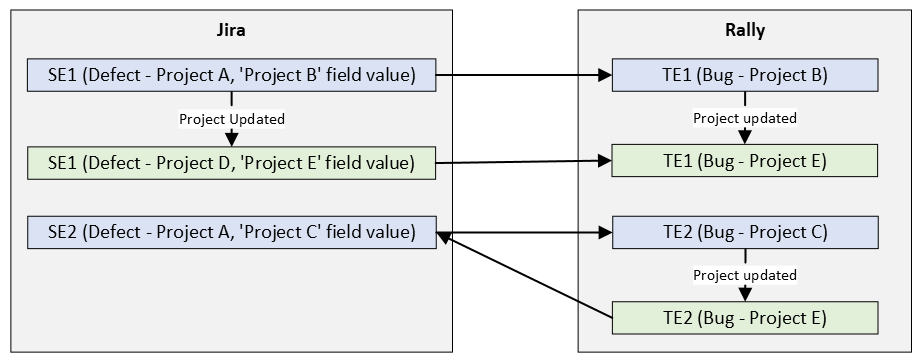 Jira
Rally
SE1 (Defect - Project A, 'Project B' field value)
TE1 (Bug - Project B)
Project Updated
Project updated
SE1 (Defect - Project D, 'Project E' field value)
TE1 (Bug - Project E)
SE2 (Defect - Project A, 'Project C' field value)
TE2 (Bug - Project C)
Project updated
TE2 (Bug - Project E)